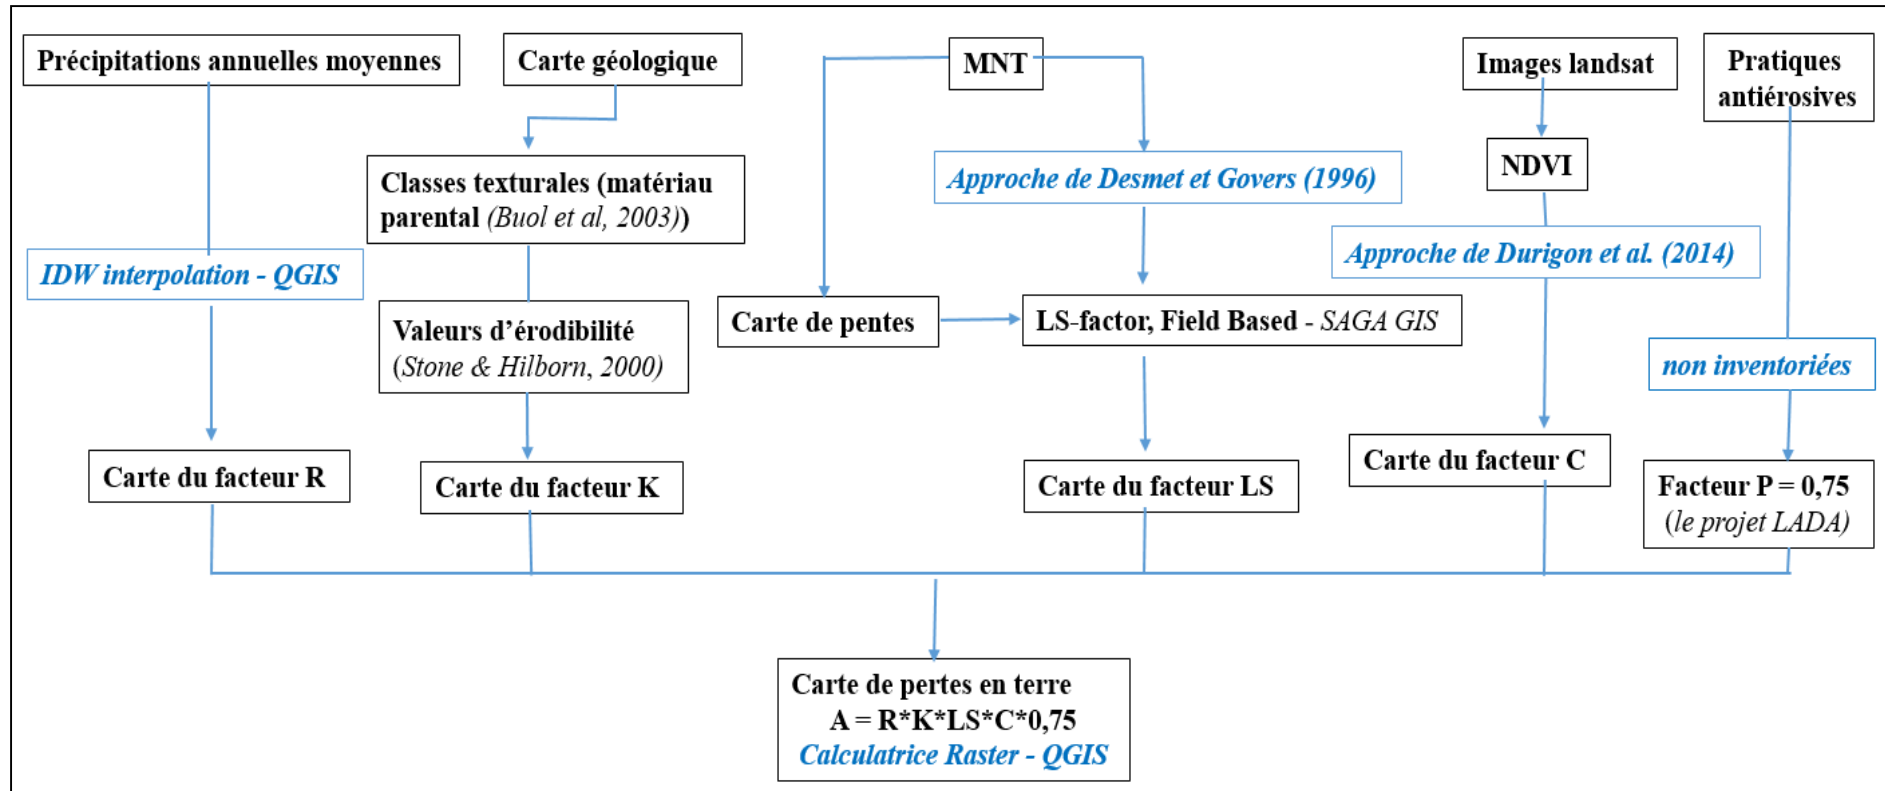 Précipitations annuelles moyennes
Carte géologique
MNT
Images landsat
Pratiques
antiérosives
Classes texturales (matériau
parental (Buol et al, 2003))
Approche de Desmet et Govers (1996)
NDVI
IDW interpolation - QGIS
Approche de Durigon et al. (2014)
Valeurs d’érodibilité
(Stone & Hilborn, 2000)
Carte de pentes
LS-factor, Field Based - SAGA GIS
non inventoriées
Carte du facteur R
Carte du facteur K
Carte du facteur LS
Carte du facteur C
Facteur P = 0,75
(le projet LADA)
Carte de pertes en terre
A = R*K*LS*C*0,75
Calculatrice Raster - QGIS